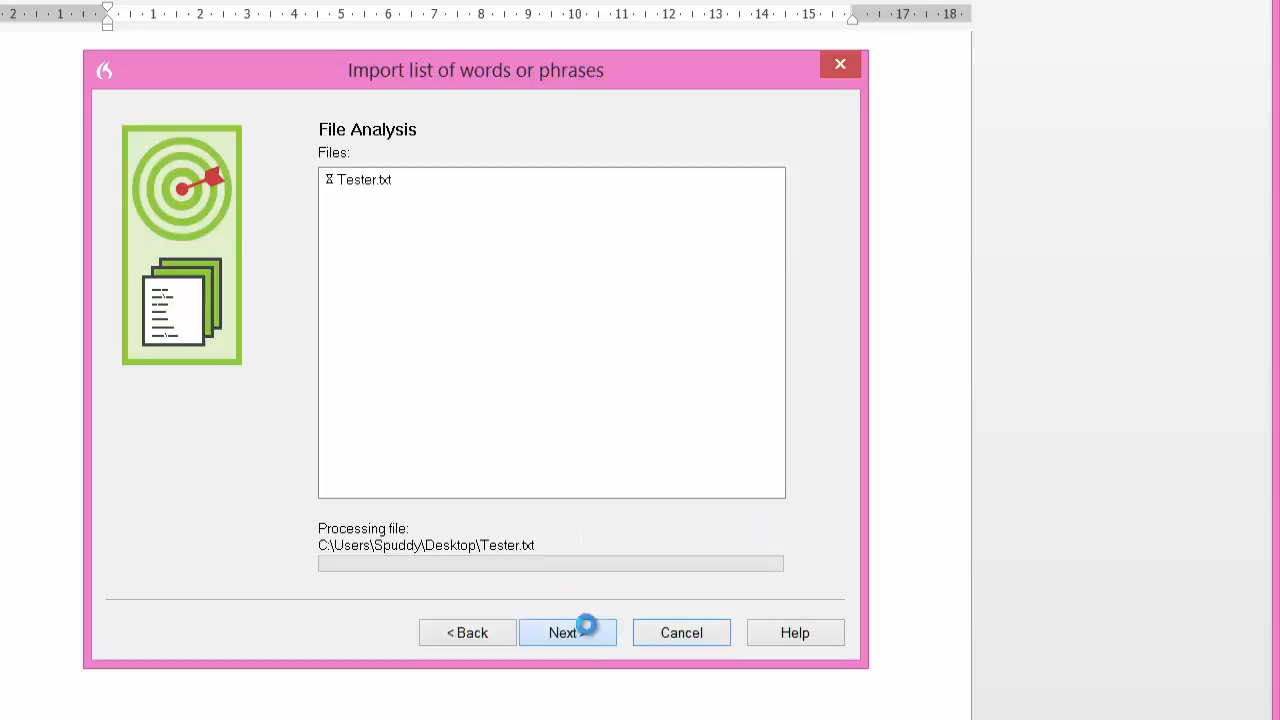 2 1 1 2 3 4 5 6 7 8 9 10 11 12 13 14 15 17 18
Import list of words or phrases
File Analysis
Files:
Tester.txt
Processing file:
C:\Users\Spuddy\Desktop\Tester.txt
< Back Next > Cancel Help